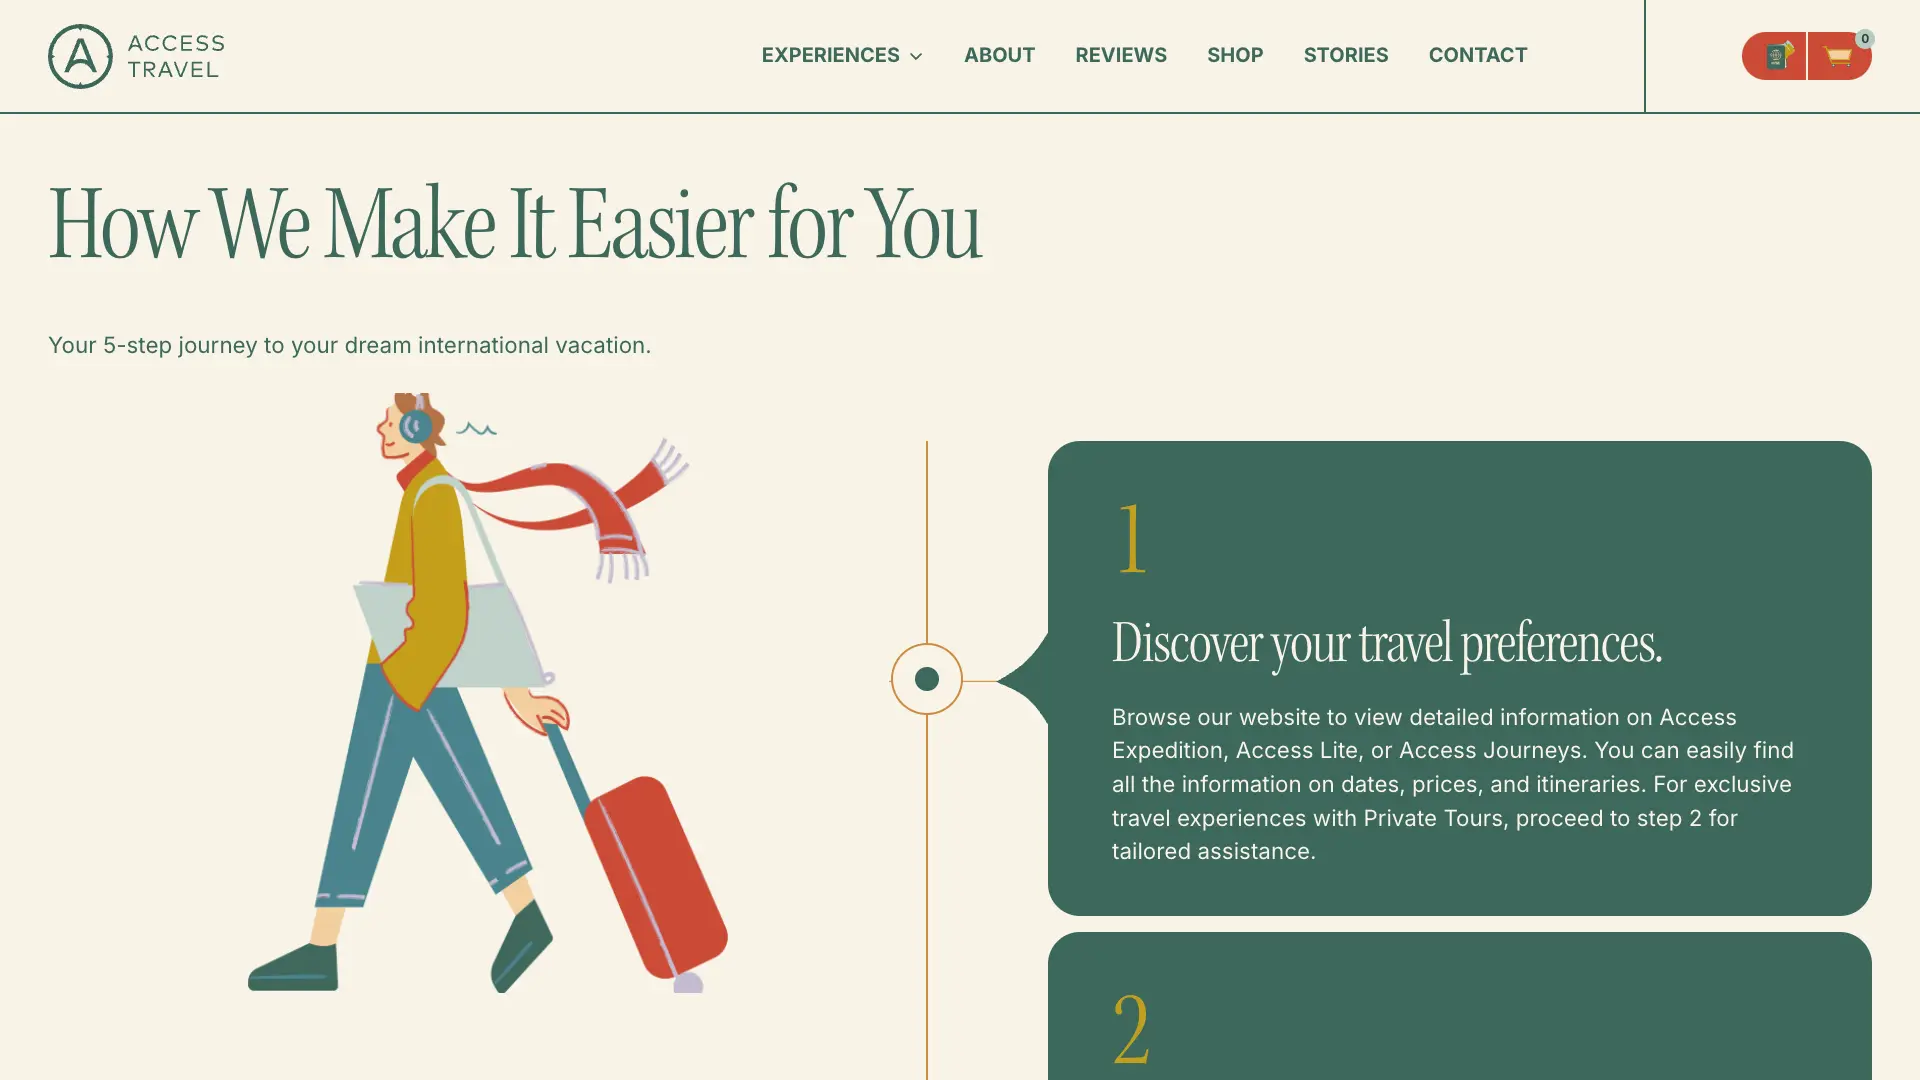 ACCESS
TRAVEL
EXPERIENCES
ABOUT
REVIEWS
SHOP
STORIES
CONTACT
0
How We Make It Easier for You
Your 5-step journey to your dream international vacation.
1
Discover your travel preferences.
Browse our website to view detailed information on Access
Expedition, Access Lite, or Access Journeys. You can easily find
all the information on dates, prices, and itineraries. For exclusive
travel experiences with Private Tours, proceed to step 2 for
tailored assistance.
2